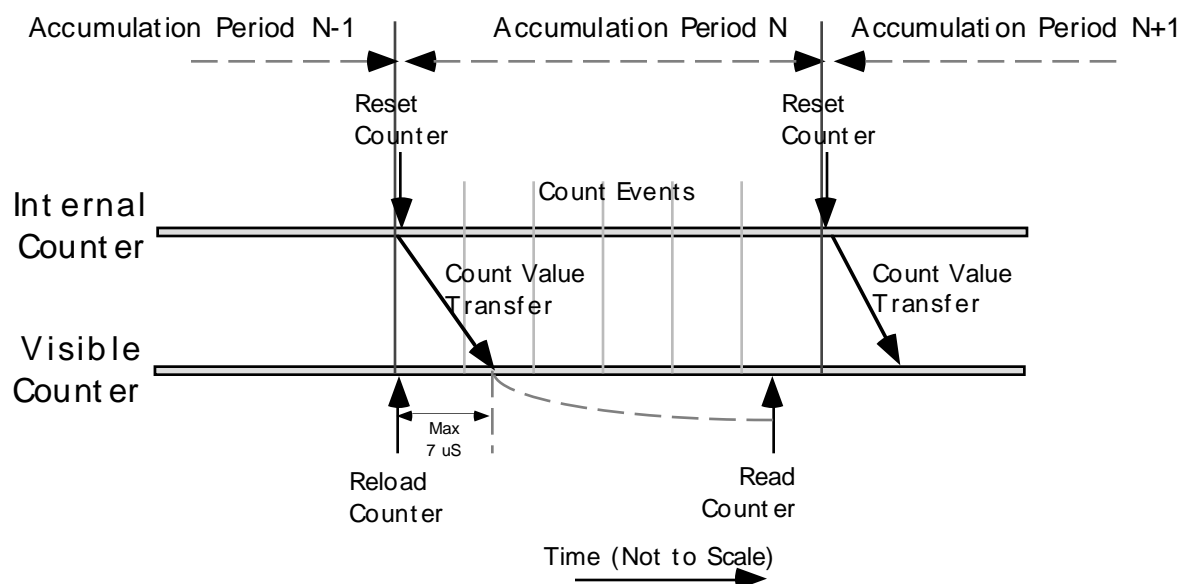 Accumulation Period N-1
Accumulation Period N
Accumulation Period N+1
Reset
Counter
Reset
Counter
Count Events
Internal
Counter
Count Value
Transfer
Count Value
Transfer
Visible
Counter
Max
7 uS
Reload
Counter
Read
Counter
Time (Not to Scale)